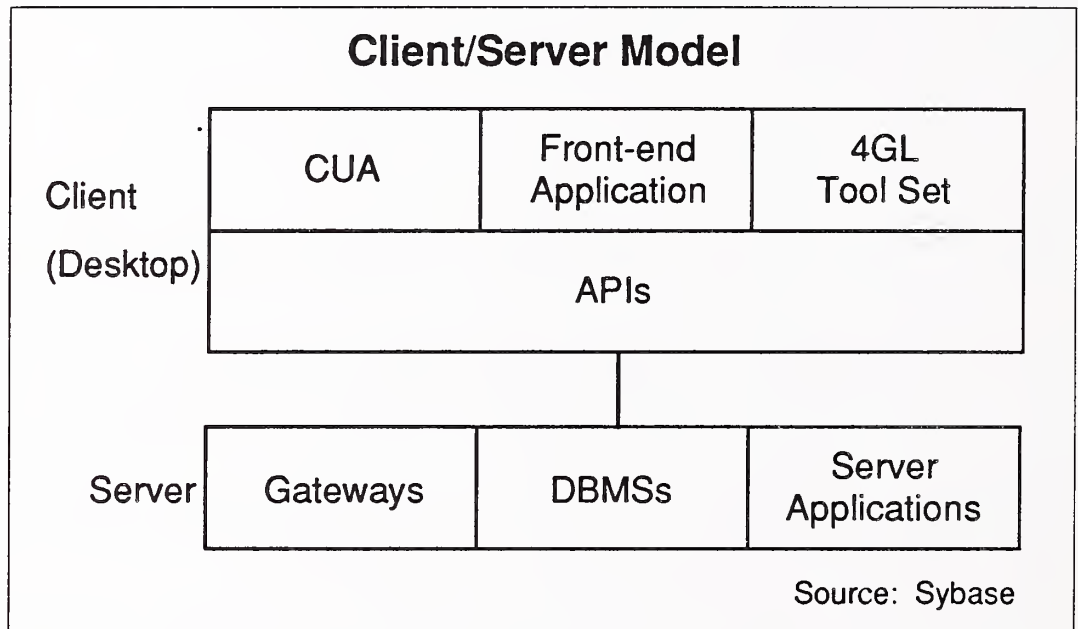 Client/Server Model
Client
(Desktop)
CUA
Front-end
Application
4GL
Tool Set
APIs
Server
Gateways
DBMSs
Server
Applications
Source: Sybase